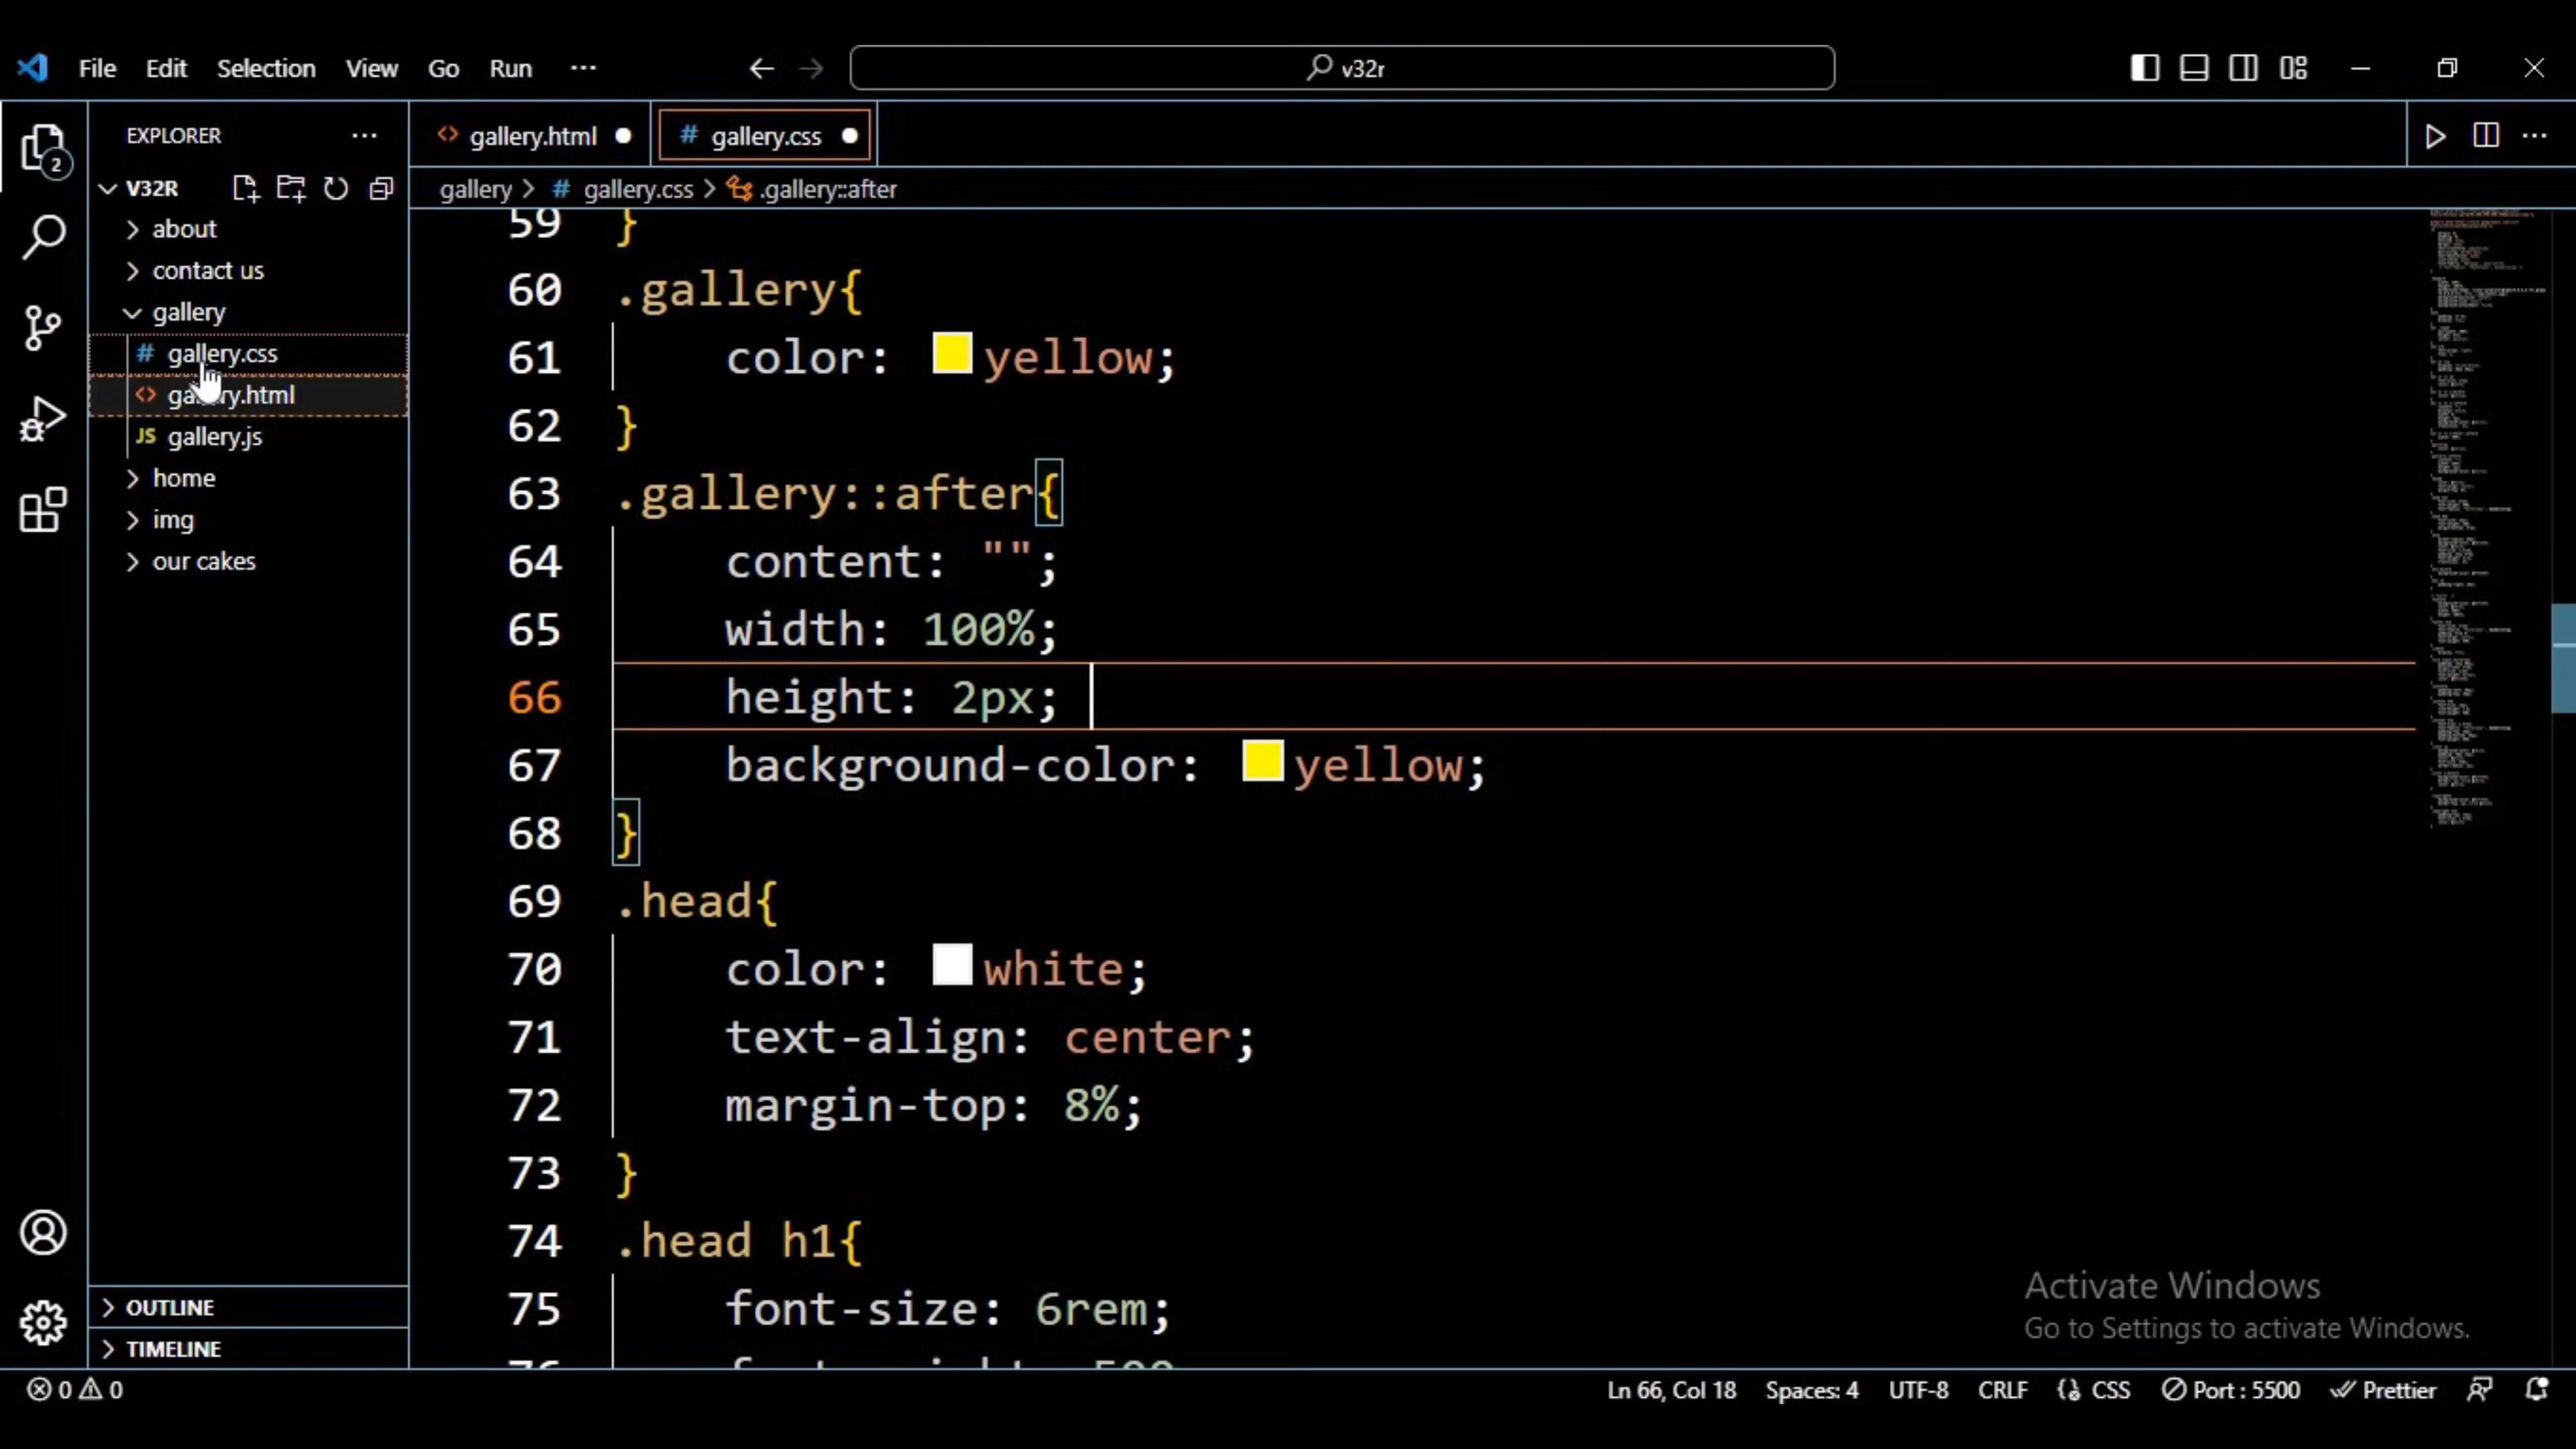 File Edit Selection View Go Run ··· v32r
EXPLORER ···
gallery.html
gallery.css
···
V32R
about
contact us
gallery
gallery.css
gallery.html
JS gallery.js
home
img
our cakes
OUTLINE
TIMELINE
2
gallery > # gallery.css > .gallery::after
59 }
60 .gallery{
61 color: yellow;
62 }
63 .gallery::after{
64 content: "";
65 width: 100%;
66 height: 2px;
67 background-color: yellow;
68 }
69 .head{
70 color: white;
71 text-align: center;
72 margin-top: 8%;
73 }
74 .head h1{
75 font-size: 6rem;
Activate Windows
Go to Settings to activate Windows.
0 0 Ln 66, Col 18 Spaces: 4 UTF-8 CRLF CSS Port : 5500 Prettier